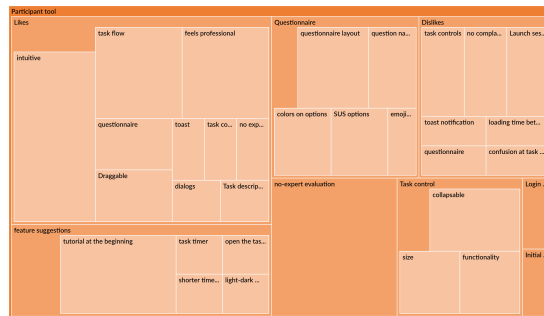 Participant tool
Likes
intuitive
task flow
feels professional
questionnaire
toast
task co...
no exp...
Draggable
dialogs
Task descrip...
feature suggestions
tutorial at the beginning
task timer
open the tas...
shorter time...
light-dark ...
Questionnaire
questionnaire layout
question na...
colors on options
SUS options
emoji...
Dislikes
task controls
no compla...
Launch ses...
toast notification
loading time bet...
questionnaire
confusion at task ...
no-expert evaluation
Task control
collapsable
size
functionality
Login ...
Initial ...